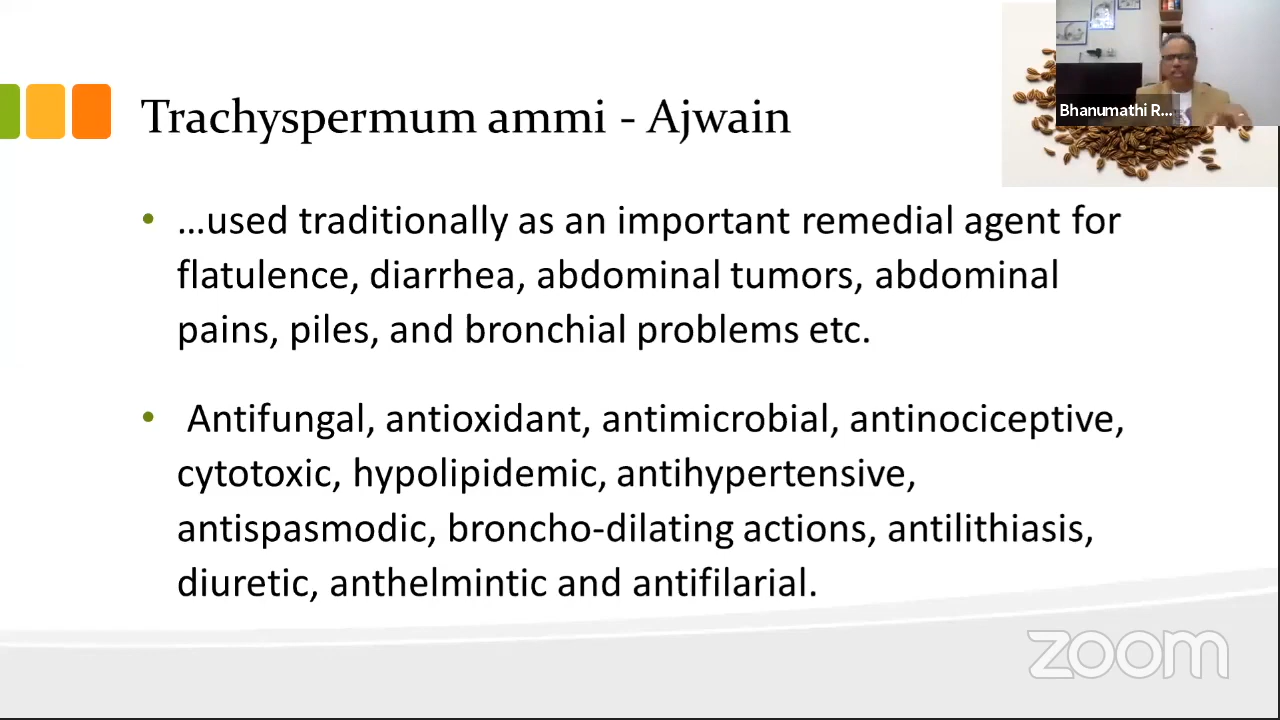 Bhanumathi R...
Trachyspermum ammi - Ajwain
• ...used traditionally as an important remedial agent for
flatulence, diarrhea, abdominal tumors, abdominal
pains, piles, and bronchial problems etc.
• Antifungal, antioxidant, antimicrobial, antinociceptive,
cytotoxic, hypolipidemic, antihypertensive,
antispasmodic, broncho-dilating actions, antilithiasis,
diuretic, anthelmintic and antifilarial.
zoom